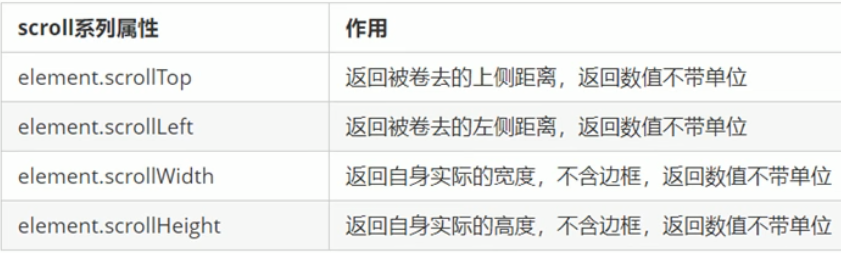 scroll系列属性 作用
element.scrollTop 返回被卷去的上侧距离，返回数值不带单位
element.scrollLeft 返回被卷去的左侧距离，返回数值不带单位
element.scrollWidth 返回自身实际的宽度，不含边框，返回数值不带单位
element.scrollHeight 返回自身实际的高度，不含边框，返回数值不带单位